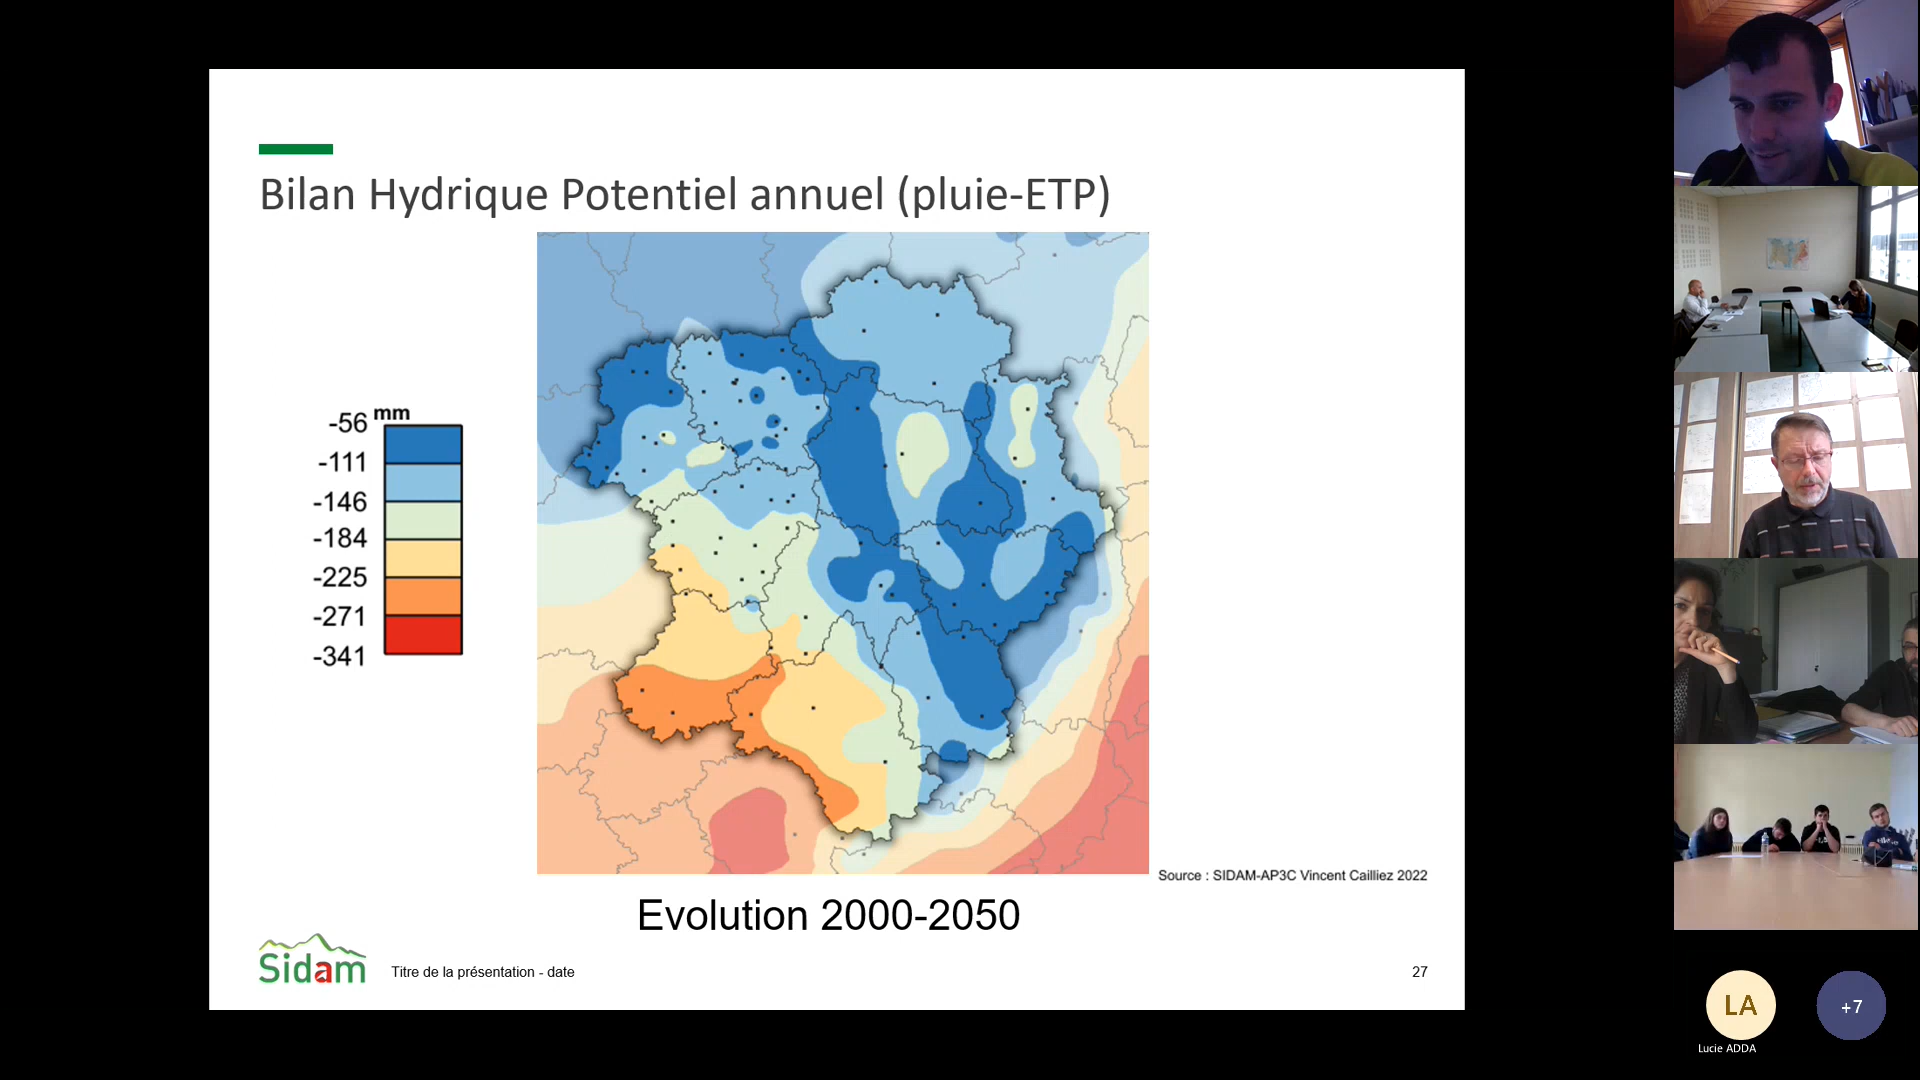 Bilan Hydrique Potentiel annuel (pluie-ETP)
mm
-56
-111
-146
-184
-225
-271
-341
Source : SIDAM-AP3C Vincent Cailliez 2022
Evolution 2000-2050
Sidam
Titre de la présentation - date
27
LA
+7
Lucie ADDA